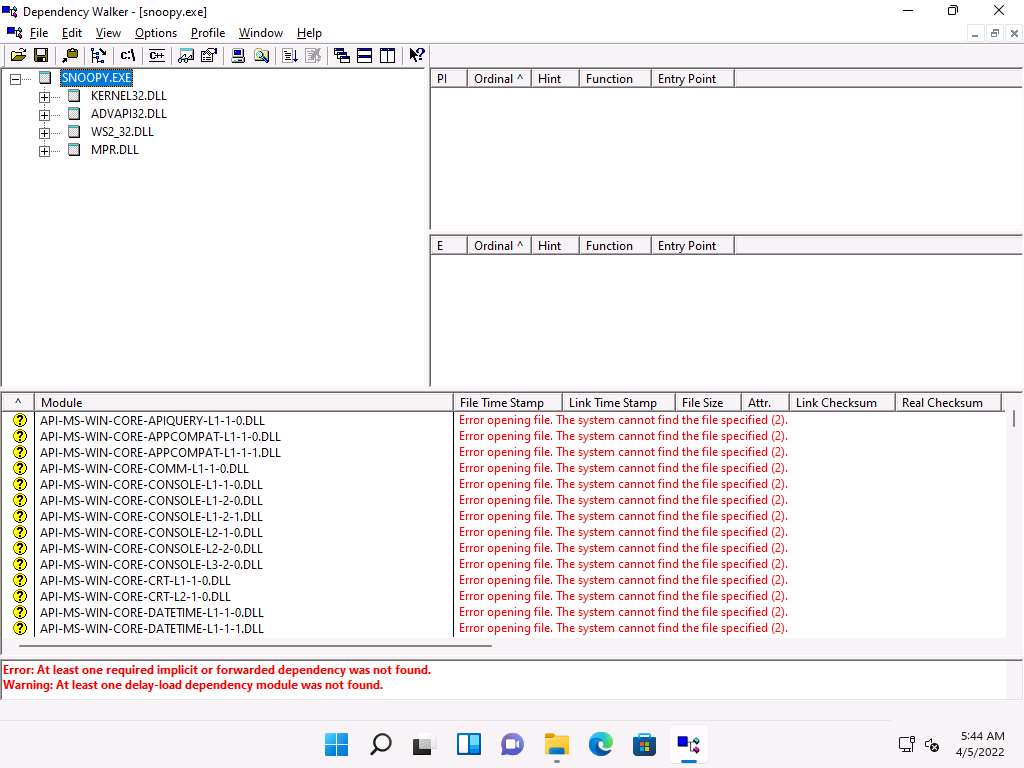 Dependency Walker - [snoopy.exe]
File Edit View Options Profile Window Help
c:\ C++
SNOOPY.EXE
KERNEL32.DLL
ADVAPI32.DLL
WS2_32.DLL
MPR.DLL
PI Ordinal ^ Hint Function Entry Point
E Ordinal ^ Hint Function Entry Point
^ Module File Time Stamp Link Time Stamp File Size Attr. Link Checksum Real Checksum
API-MS-WIN-CORE-APIQUERY-L1-1-0.DLL Error opening file. The system cannot find the file specified (2).
API-MS-WIN-CORE-APPCOMPAT-L1-1-0.DLL Error opening file. The system cannot find the file specified (2).
API-MS-WIN-CORE-APPCOMPAT-L1-1-1.DLL Error opening file. The system cannot find the file specified (2).
API-MS-WIN-CORE-COMM-L1-1-0.DLL Error opening file. The system cannot find the file specified (2).
API-MS-WIN-CORE-CONSOLE-L1-1-0.DLL Error opening file. The system cannot find the file specified (2).
API-MS-WIN-CORE-CONSOLE-L1-2-0.DLL Error opening file. The system cannot find the file specified (2).
API-MS-WIN-CORE-CONSOLE-L1-2-1.DLL Error opening file. The system cannot find the file specified (2).
API-MS-WIN-CORE-CONSOLE-L2-1-0.DLL Error opening file. The system cannot find the file specified (2).
API-MS-WIN-CORE-CONSOLE-L2-2-0.DLL Error opening file. The system cannot find the file specified (2).
API-MS-WIN-CORE-CONSOLE-L3-2-0.DLL Error opening file. The system cannot find the file specified (2).
API-MS-WIN-CORE-CRT-L1-1-0.DLL Error opening file. The system cannot find the file specified (2).
API-MS-WIN-CORE-CRT-L2-1-0.DLL Error opening file. The system cannot find the file specified (2).
API-MS-WIN-CORE-DATETIME-L1-1-0.DLL Error opening file. The system cannot find the file specified (2).
API-MS-WIN-CORE-DATETIME-L1-1-1.DLL Error opening file. The system cannot find the file specified (2).
Error: At least one required implicit or forwarded dependency was not found.
Warning: At least one delay-load dependency module was not found.
5:44 AM
4/5/2022